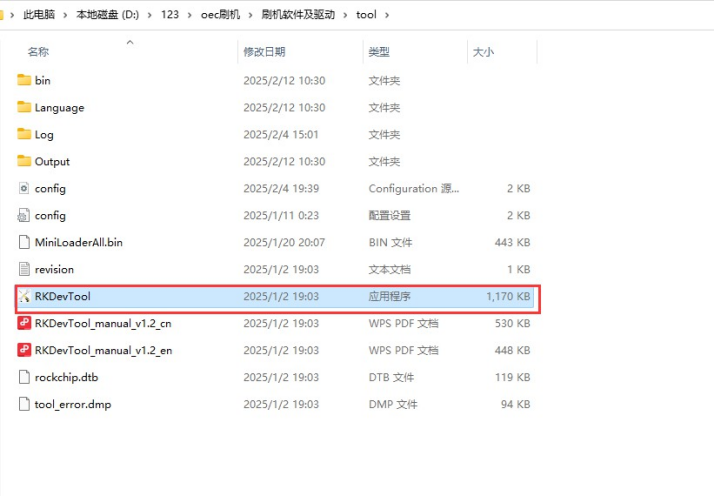 此电脑 › 本地磁盘 (D:) › 123 › oec刷机 › 刷机软件及驱动 › tool ›
名称 修改日期 类型 大小
bin 2025/2/12 10:30 文件夹
Language 2025/2/12 10:30 文件夹
Log 2025/2/4 15:01 文件夹
Output 2025/2/12 10:30 文件夹
config 2025/2/4 19:39 Configuration 源... 2 KB
config 2025/1/11 0:23 配置设置 2 KB
MiniLoaderAll.bin 2025/1/20 20:07 BIN 文件 443 KB
revision 2025/1/2 19:03 文本文档 1 KB
RKDevTool 2025/1/2 19:03 应用程序 1,170 KB
RKDevTool_manual_v1.2_cn 2025/1/2 19:03 WPS PDF 文档 530 KB
RKDevTool_manual_v1.2_en 2025/1/2 19:03 WPS PDF 文档 448 KB
rockchip.dtb 2025/1/2 19:03 DTB 文件 119 KB
tool_error.dmp 2025/1/2 19:03 DMP 文件 94 KB